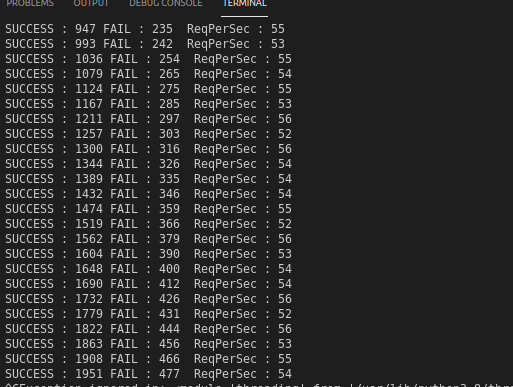 PROBLEMS OUTPUT DEBUG CONSOLE TERMINAL
SUCCESS : 947 FAIL : 235  ReqPerSec : 55
SUCCESS : 993 FAIL : 242  ReqPerSec : 53
SUCCESS : 1036 FAIL : 254  ReqPerSec : 55
SUCCESS : 1079 FAIL : 265  ReqPerSec : 54
SUCCESS : 1124 FAIL : 275  ReqPerSec : 55
SUCCESS : 1167 FAIL : 285  ReqPerSec : 53
SUCCESS : 1211 FAIL : 297  ReqPerSec : 56
SUCCESS : 1257 FAIL : 303  ReqPerSec : 52
SUCCESS : 1300 FAIL : 316  ReqPerSec : 56
SUCCESS : 1344 FAIL : 326  ReqPerSec : 54
SUCCESS : 1389 FAIL : 335  ReqPerSec : 54
SUCCESS : 1432 FAIL : 346  ReqPerSec : 54
SUCCESS : 1474 FAIL : 359  ReqPerSec : 55
SUCCESS : 1519 FAIL : 366  ReqPerSec : 52
SUCCESS : 1562 FAIL : 379  ReqPerSec : 56
SUCCESS : 1604 FAIL : 390  ReqPerSec : 53
SUCCESS : 1648 FAIL : 400  ReqPerSec : 54
SUCCESS : 1690 FAIL : 412  ReqPerSec : 54
SUCCESS : 1732 FAIL : 426  ReqPerSec : 56
SUCCESS : 1779 FAIL : 431  ReqPerSec : 52
SUCCESS : 1822 FAIL : 444  ReqPerSec : 56
SUCCESS : 1863 FAIL : 456  ReqPerSec : 53
SUCCESS : 1908 FAIL : 466  ReqPerSec : 55
SUCCESS : 1951 FAIL : 477  ReqPerSec : 54